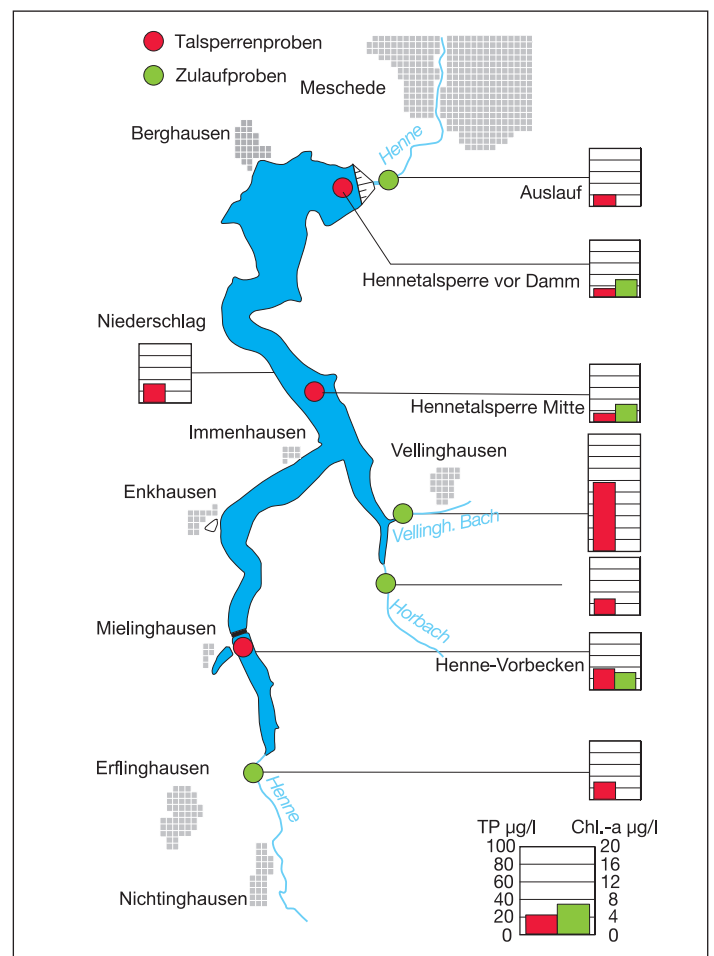 Talsperrenproben
Zulaufproben
Meschede
Berghausen
Henne
Auslauf
Hennetalsperre vor Damm
Niederschlag
Hennetalsperre Mitte
Immenhausen
Vellinghausen
Enkhausen
Vellingh. Bach
Horbach
Mielinghausen
Henne-Vorbecken
Erflinghausen
Henne
Nichtinghausen
TP µg/l Chl.-a µg/l
100 20
80 16
60 12
40 8
20 4
0 0